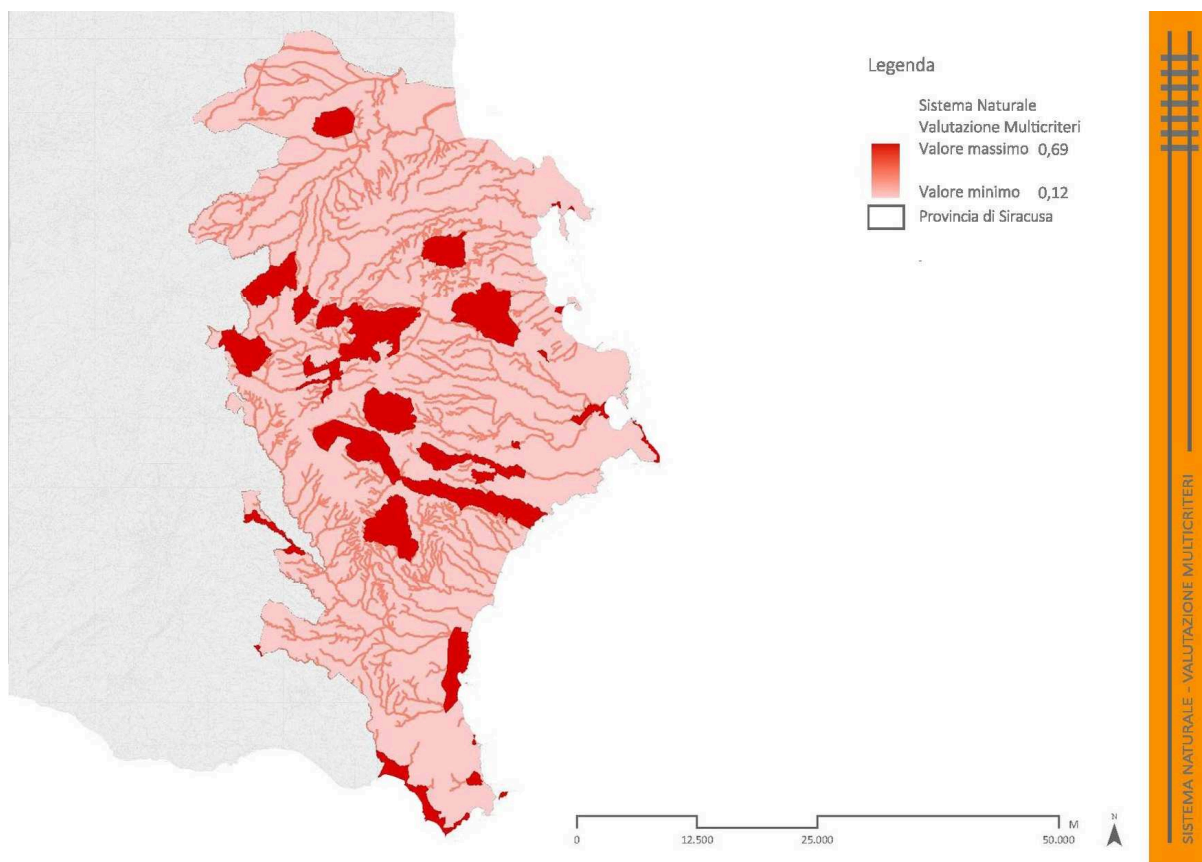 Legenda
Sistema Naturale
Valutazione Multicriteri
Valore massimo 0,69
Valore minimo 0,12
Provincia di Siracusa
0 12.500 25.000 50.000 M
N
SISTEMA NATURALE - VALUTAZIONE MULTICRITERI